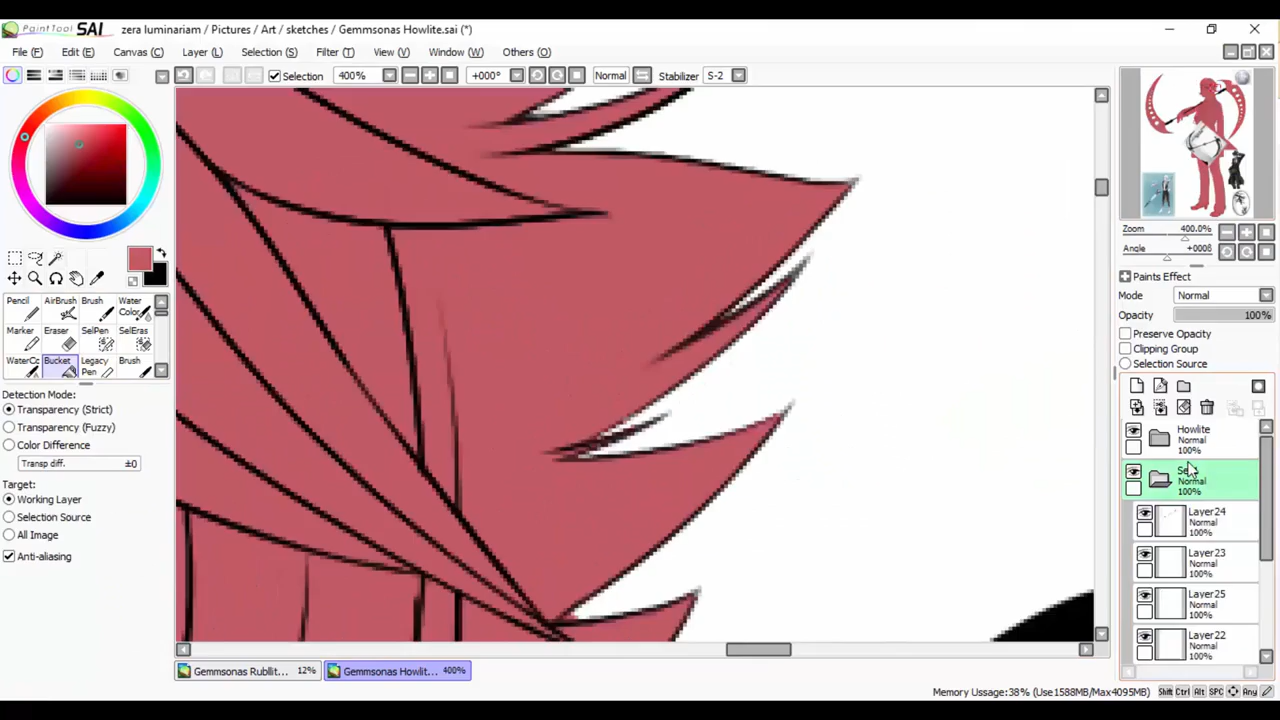 PaintTool SAI zera luminariam / Pictures / Art / sketches / Gemmsonas Howlite.sai (*)
File (F) Edit (E) Canvas (C) Layer (L) Selection (S) Filter (T) View (V) Window (W) Others (O)
Selection 400% +000° Normal Stabilizer S-2
Zoom 400.0%
Angle
Paints Effect
Mode Normal
Opacity 100%
Preserve Opacity
Clipping Group
Selection Source
Pencil AirBrush Brush Water Color
Marker Eraser SelPen SelEras
WaterCo Bucket Legacy Pen Brush
Detection Mode:
Transparency (Strict)
Transparency (Fuzzy)
Color Difference
Transp diff. ±0
Target:
Working Layer
Selection Source
All Image
Anti-aliasing
Howlite
Normal
100%
Normal
100%
Layer24
Normal
100%
Layer23
Normal
100%
Layer25
Normal
100%
Layer22
Normal
100%
Gemmsonas Rubllit... 12% Gemmsonas Howlit... 400%
Memory Usage:38% (Use1588MB/Max4095MB) Shift Ctrl Alt SPC Any